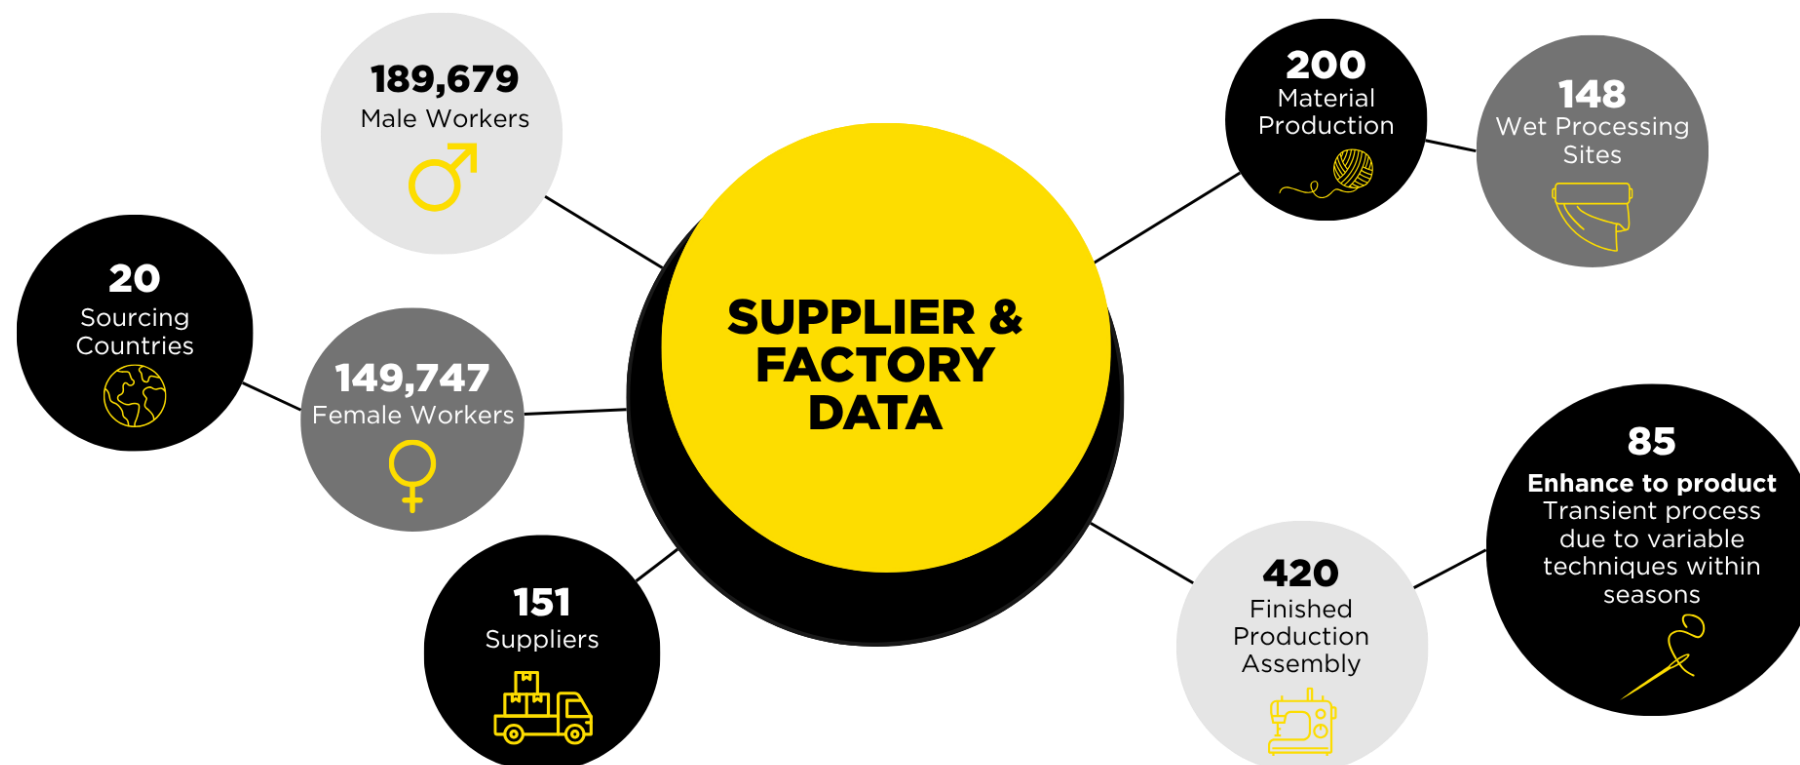 189,679
Male Workers
20
Sourcing
Countries
149,747
Female Workers
151
Suppliers
SUPPLIER &
FACTORY
DATA
200
Material
Production
148
Wet Processing
Sites
420
Finished
Production
Assembly
85
Enhance to product
Transient process
due to variable
techniques within
seasons